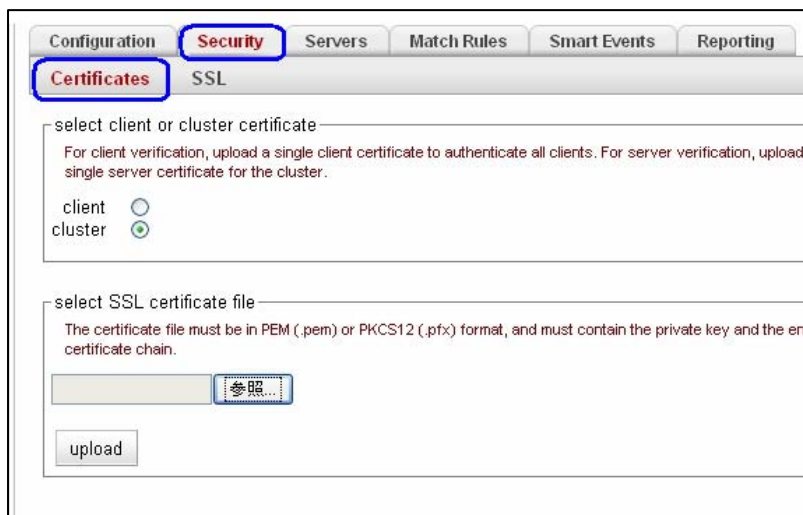 Configuration Security Servers Match Rules Smart Events Reporting
Certificates SSL
select client or cluster certificate
For client verification, upload a single client certificate to authenticate all clients. For server verification, upload
single server certificate for the cluster.
client
cluster
select SSL certificate file
The certificate file must be in PEM (.pem) or PKCS12 (.pfx) format, and must contain the private key and the en
certificate chain.
参照...
upload